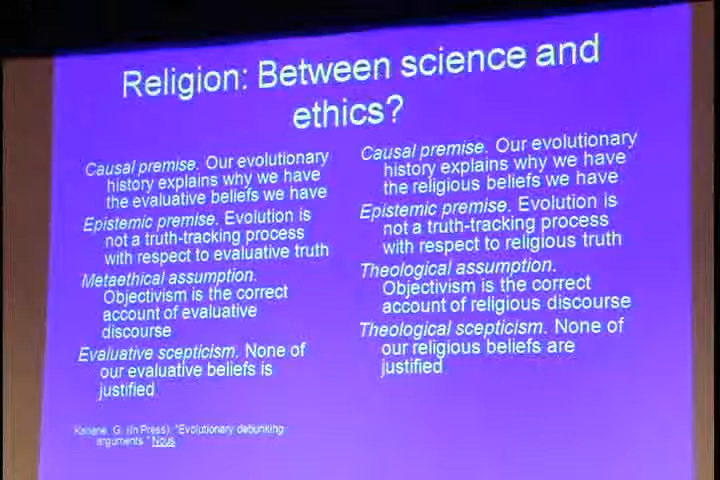 Religion: Between science and
ethics?
Causal premise. Our evolutionary
history explains why we have
the evaluative beliefs we have
Epistemic premise. Evolution is
not a truth-tracking process
with respect to evaluative truth
Metaethical assumption.
Objectivism is the correct
account of evaluative
discourse
Evaluative scepticism. None of
our evaluative beliefs is
justified
Causal premise. Our evolutionary
history explains why we have
the religious beliefs we have
Epistemic premise. Evolution is
not a truth-tracking process
with respect to religious truth
Theological assumption.
Objectivism is the correct
account of religious discourse
Theological scepticism. None of
our religious beliefs are
justified
G. (In Press). "Evolutionary debunking
arguments." Nous